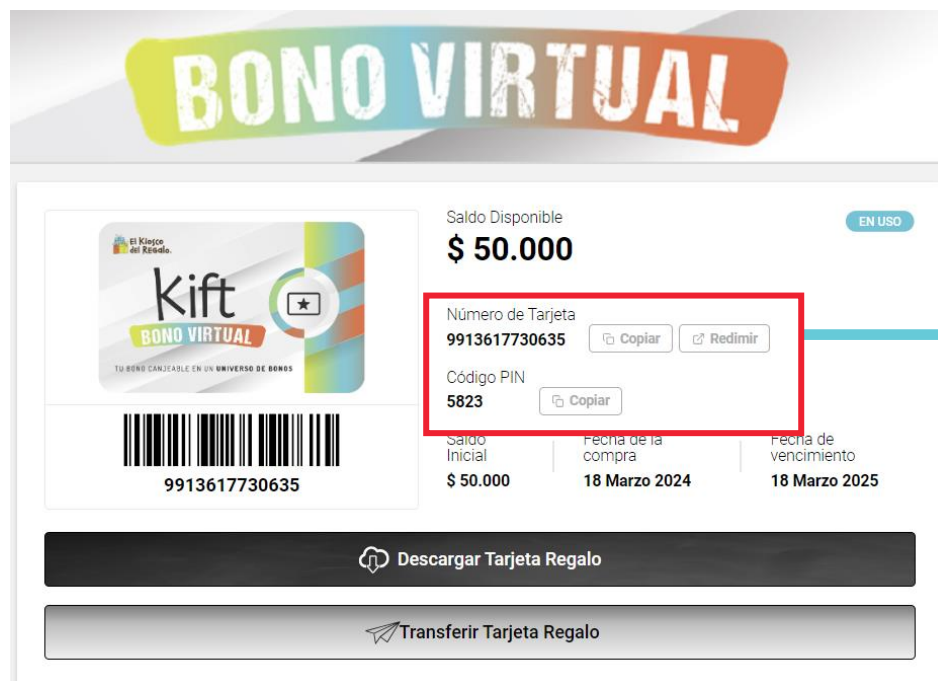 BONO VIRTUAL
El Kiosco
del Regalo.
Kift
BONO VIRTUAL
TU BONO CANJEABLE EN UN UNIVERSO DE BONOS
9913617730635
Saldo Disponible
$ 50.000
EN USO
Número de Tarjeta
9913617730635 Copiar Redimir
Código PIN
5823 Copiar
Saldo
Inicial
$ 50.000
Fecha de la
compra
18 Marzo 2024
Fecha de
vencimiento
18 Marzo 2025
Descargar Tarjeta Regalo
Transferir Tarjeta Regalo